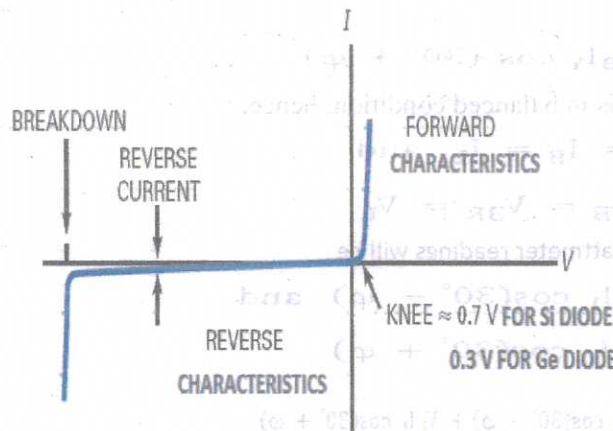 I
BREAKDOWN
REVERSE
CURRENT
FORWARD
CHARACTERISTICS
V
KNEE ≈ 0.7 V FOR Si DIODE
0.3 V FOR Ge DIODE
REVERSE
CHARACTERISTICS